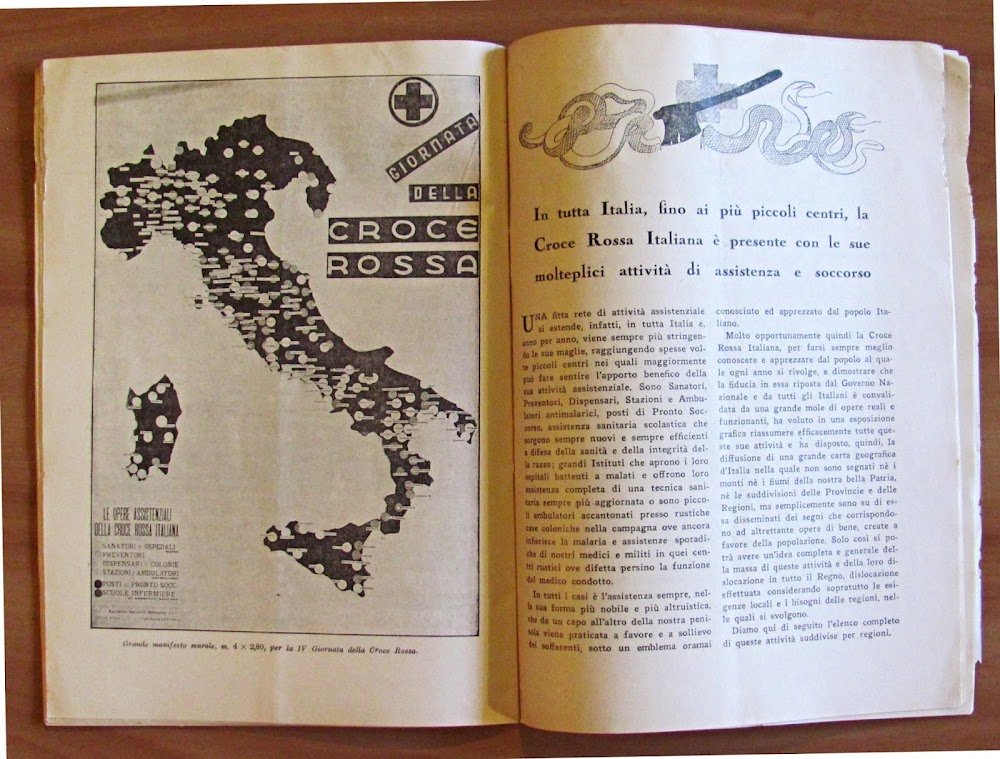 GIORNATA
DELLA
CROCE
ROSSA
LE OPERE ASSISTENZIALI
DELLA CROCE ROSSA ITALIANA
SANATORI E OSPEDALI
PREVENTORI
DISPENSARI E COLONIE
STAZIONI E AMBULATORI
POSTI DI PRONTO SOCC.
SCUOLE INFERMIERE
Grande manifesto murale, m. 4 × 2,80, per la IV Giornata della Croce Rossa.
In tutta Italia, fino ai più piccoli centri, la
Croce Rossa Italiana è presente con le sue
molteplici attività di assistenza e soccorso
UNA fitta rete di attività assistenziale
si estende, infatti, in tutta Italia e,
anno per anno, viene sempre più stringen-
do le sue maglie, raggiungendo spesse vol-
te piccoli centri nei quali maggiormente
può fare sentire l'apporto benefico della
sua attività assistenziale. Sono Sanatori,
Preventori, Dispensari, Stazioni e Ambu-
latori antimalarici, posti di Pronto Soc-
corso, assistenza sanitaria scolastica che
sorgono sempre nuovi e sempre efficienti
a difesa della sanità e della integrità del-
la razza; grandi Istituti che aprono i loro
ospitali battenti a malati e offrono loro
assistenza completa di una tecnica sani-
taria sempre più aggiornata o sono picco-
li ambulatori accantonati presso rustiche
case coloniche nella campagna ove ancora
inferisce la malaria e assistenze sporadi-
che di nostri medici e militi in quei cen-
tri rustici ove difetta persino la funzione
del medico condotto.
In tutti i casi è l'assistenza sempre, nel-
la sua forma più nobile e più altruistica,
che da un capo all'altro della nostra peni-
sola viene praticata a favore e a sollievo
dei sofferenti, sotto un emblema oramai
conosciuto ed apprezzato dal popolo Ita-
liano.
Molto opportunamente quindi la Croce
Rossa Italiana, per farsi sempre meglio
conoscere e apprezzare dal popolo al qua-
le ogni anno si rivolge, e dimostrare che
la fiducia in essa riposta dal Governo Na-
zionale e da tutti gli Italiani è convali-
data da una grande mole di opere reali e
funzionanti, ha voluto in una esposizione
grafica riassumere efficacemente tutte que-
ste sue attività e ha disposto, quindi, la
diffusione di una grande carta geografica
d'Italia nella quale non sono segnati nè i
monti né i fiumi della nostra bella Patria,
nè le suddivisioni delle Provincie e delle
Regioni, ma semplicemente sono su di es-
sa disseminati dei segni che corrispondo-
no ad altrettante opere di bene, create a
favore della popolazione. Solo così si po-
trà avere un'idea completa e generale del-
la massa di queste attività e della loro di-
slocazione in tutto il Regno, dislocazione
effettuata considerando sopratutto le esi-
genze locali e i bisogni delle regioni, nel-
le quali si svolgono.
Diamo qui di seguito l'elenco completo
di queste attività suddivise per regioni.